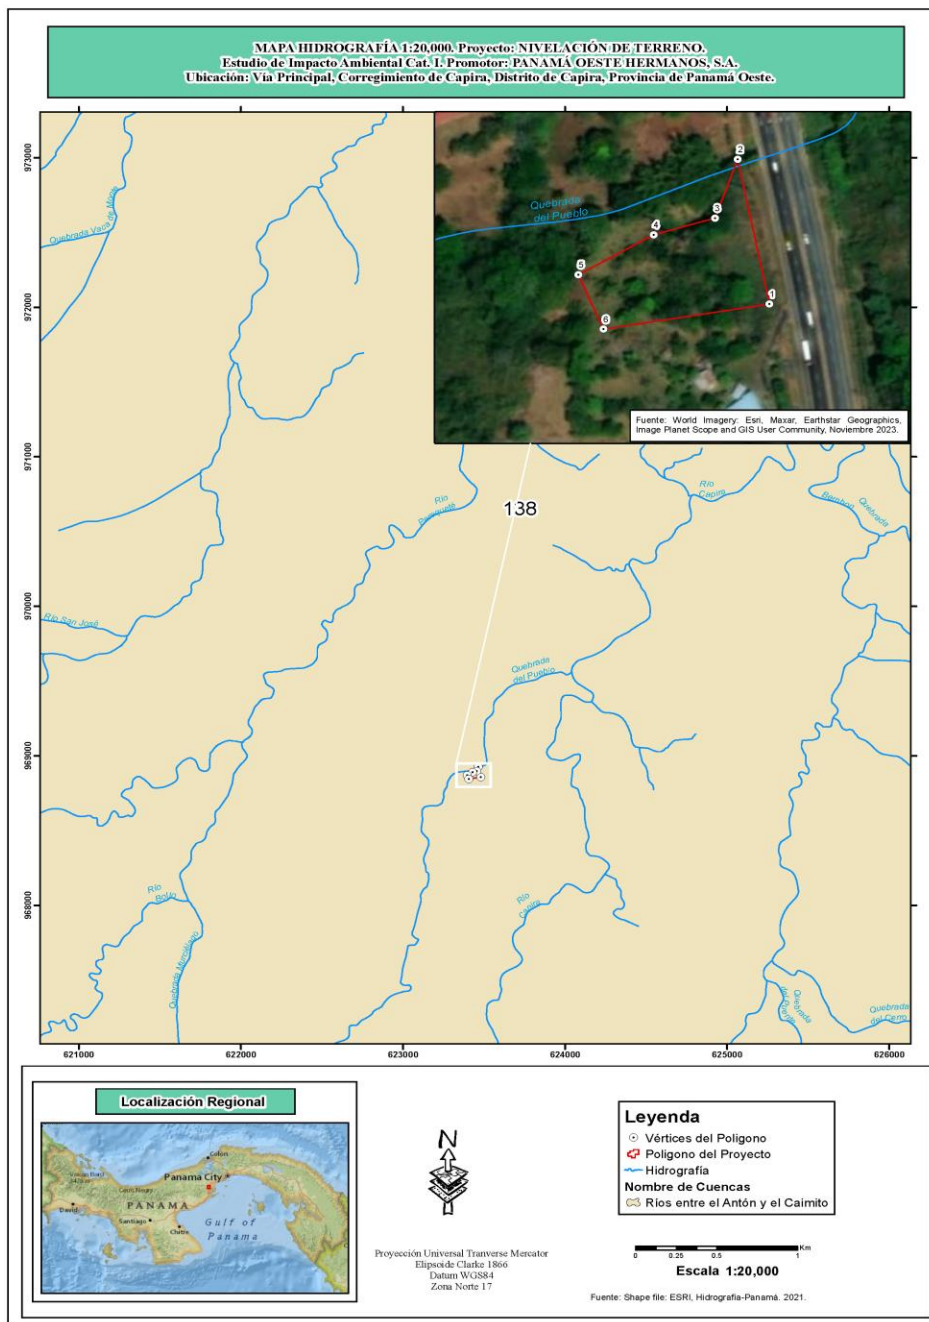 MAPA HIDROGRAFÍA 1:20,000. Proyecto: NIVELACIÓN DE TERRENO.
Estudio de Impacto Ambiental Cat. I. Promotor: PANAMÁ OESTE HERMANOS, S.A.
Ubicación: Vía Principal, Corregimiento de Capira, Distrito de Capira, Provincia de Panamá Oeste.
973000
972000
971000
970000
969000
968000
Quebrada Vaca de Monte
Quebrada
del Pueblo
2
3
4
5
1
6
Fuente: World Imagery: Esri, Maxar, Earthstar Geographics,
Image Planet Scope and GIS User Community, Noviembre 2023.
Río
138
Río
Capira
Quebrada
Río San José
Quebrada
del Pueblo
Río
Bollo
Quebrada Murciélago
Río
Capira
Quebrada
Quebrada
del Cerro
621000
622000
623000
624000
625000
626000
Localización Regional
Colon
Panama City
PANAMA
David
Santiago
Chitre
Gulf of
Panama
N
Proyección Universal Tranverse Mercator
Elipsoide Clarke 1866
Datum WGS84
Zona Norte 17
Leyenda
Vértices del Poligono
Poligono del Proyecto
Hidrografía
Nombre de Cuencas
Ríos entre el Antón y el Caimito
0 0.25 0.5 1 Km
Escala 1:20,000
Fuente: Shape file: ESRI, Hidrografia-Panamá. 2021.